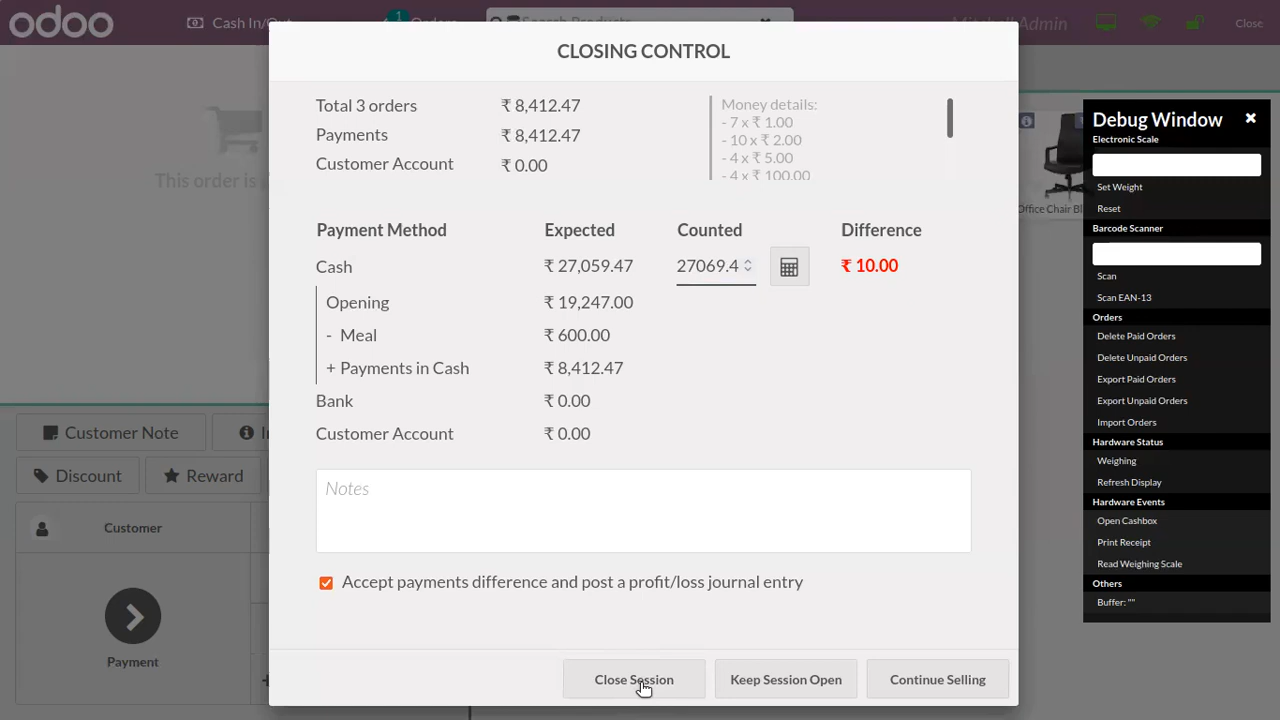 odoo
Cash In/Out
1
Orders
Search Products
Mitchell Admin
Close
CLOSING CONTROL
Total 3 orders ₹ 8,412.47
Payments ₹ 8,412.47
Customer Account ₹ 0.00
Money details:
- 7 x ₹ 1.00
- 10 x ₹ 2.00
- 4 x ₹ 5.00
- 4 x ₹ 100.00
Payment Method Expected Counted Difference
Cash ₹ 27,059.47 27069.4 ₹ 10.00
Opening ₹ 19,247.00
- Meal ₹ 600.00
+ Payments in Cash ₹ 8,412.47
Bank ₹ 0.00
Customer Account ₹ 0.00
Notes
Accept payments difference and post a profit/loss journal entry
Close Session Keep Session Open Continue Selling
This order is
Customer Note
Discount Reward
Customer
Payment
Office Chair Bl
Debug Window
Electronic Scale
Set Weight
Reset
Barcode Scanner
Scan
Scan EAN-13
Orders
Delete Paid Orders
Delete Unpaid Orders
Export Paid Orders
Export Unpaid Orders
Import Orders
Hardware Status
Weighing
Refresh Display
Hardware Events
Open Cashbox
Print Receipt
Read Weighing Scale
Others
Buffer: ""